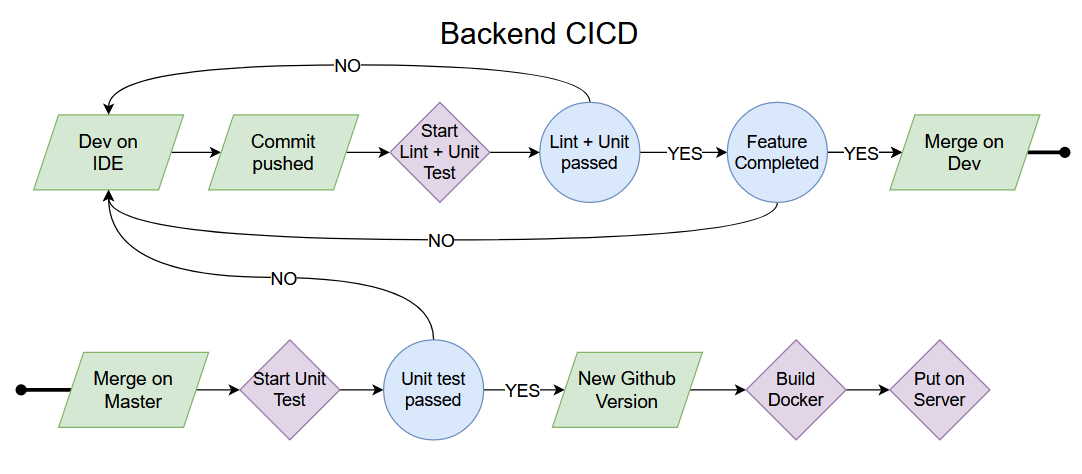 Backend CICD
NO
Dev on
IDE
Commit
pushed
Start
Lint + Unit
Test
Lint + Unit
passed
YES
Feature
Completed
YES
Merge on
Dev
NO
NO
Merge on
Master
Start Unit
Test
Unit test
passed
YES
New Github
Version
Build
Docker
Put on
Server